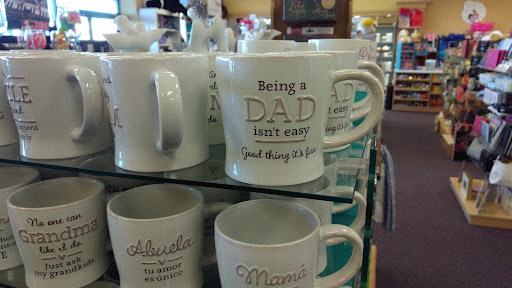 Being a
DAD
isn't easy
Good thing it's fun
No one can
Grandma
like I do.
Just ask
my grandkids
Abuela
tu amor
es único
Mamá